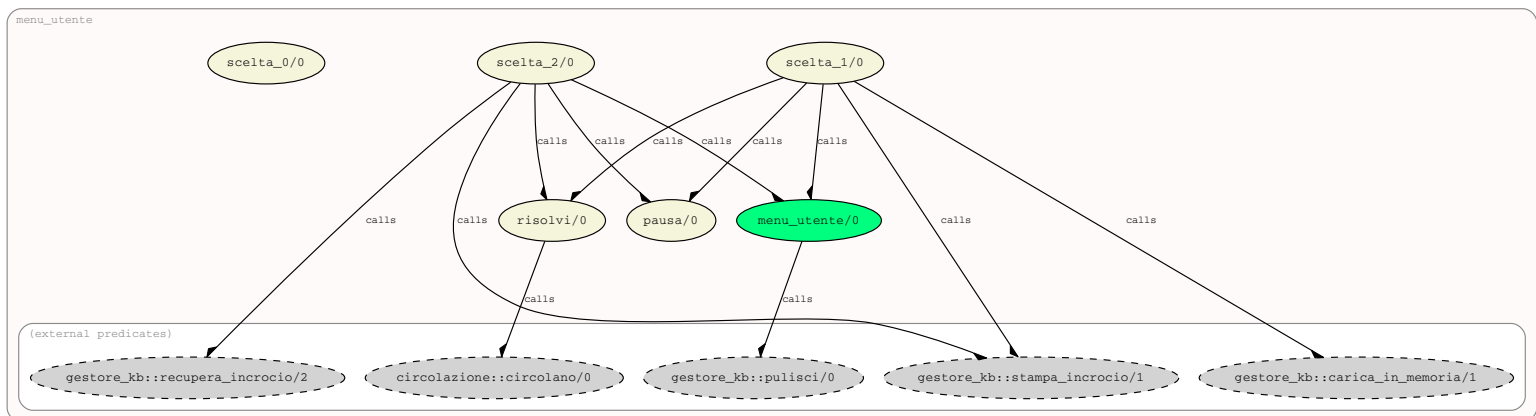 menu_utente
scelta_0/0
scelta_2/0
scelta_1/0
calls
calls
calls
calls
calls
calls
risolvi/0
pausa/0
menu_utente/0
calls
calls
calls
calls
calls
calls
(external predicates)
gestore_kb::recupera_incrocio/2
circolazione::circolano/0
gestore_kb::pulisci/0
gestore_kb::stampa_incrocio/1
gestore_kb::carica_in_memoria/1